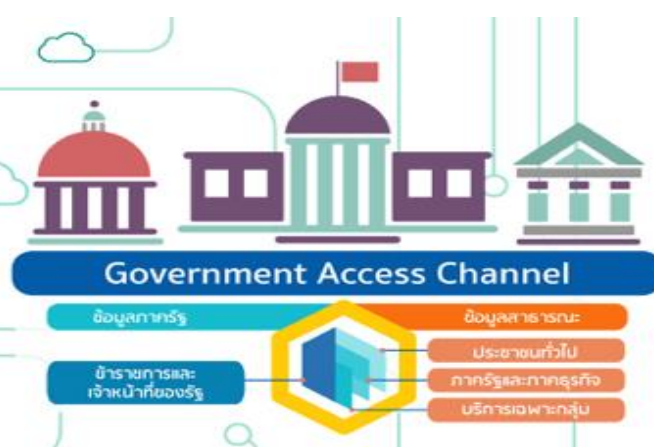 Government Access Channel
ข้อมูลภาครัฐ
ข้อมูลสาธารณะ
ข้าราชการและ
เจ้าหน้าที่ของรัฐ
ประชาชนทั่วไป
ภาครัฐและภาคธุรกิจ
บริการเฉพาะกลุ่ม